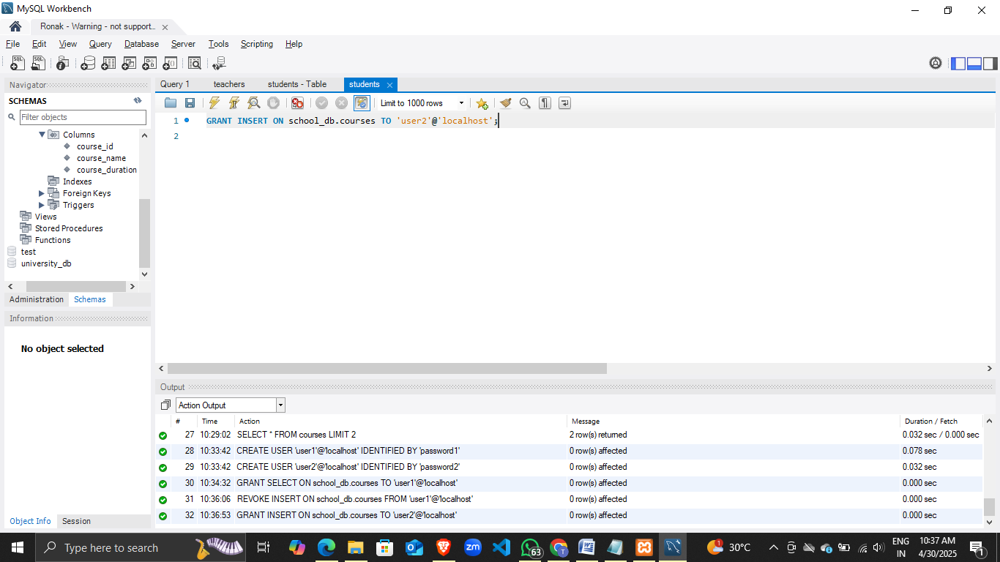 MySQL Workbench
Ronak - Warning - not support...
File Edit View Query Database Server Tools Scripting Help
Navigator
SCHEMAS
Filter objects
Columns
course_id
course_name
course_duration
Indexes
Foreign Keys
Triggers
Views
Stored Procedures
Functions
test
university_db
Administration Schemas
Information
No object selected
Object Info Session
Query 1 teachers students - Table students
Limit to 1000 rows
1 GRANT INSERT ON school_db.courses TO 'user2'@'localhost';
2
Output
Action Output
# Time Action Message Duration / Fetch
27 10:29:02 SELECT * FROM courses LIMIT 2 2 row(s) returned 0.032 sec / 0.000 sec
28 10:33:42 CREATE USER 'user1'@'localhost' IDENTIFIED BY 'password1' 0 row(s) affected 0.078 sec
29 10:33:42 CREATE USER 'user2'@'localhost' IDENTIFIED BY 'password2' 0 row(s) affected 0.032 sec
30 10:34:32 GRANT SELECT ON school_db.courses TO 'user1'@'localhost' 0 row(s) affected 0.000 sec
31 10:36:06 REVOKE INSERT ON school_db.courses FROM 'user1'@'localhost' 0 row(s) affected 0.000 sec
32 10:36:53 GRANT INSERT ON school_db.courses TO 'user2'@'localhost' 0 row(s) affected 0.000 sec
Type here to search
zm
63
T
1
30°C
ENG
IN
10:37 AM
4/30/2025
1